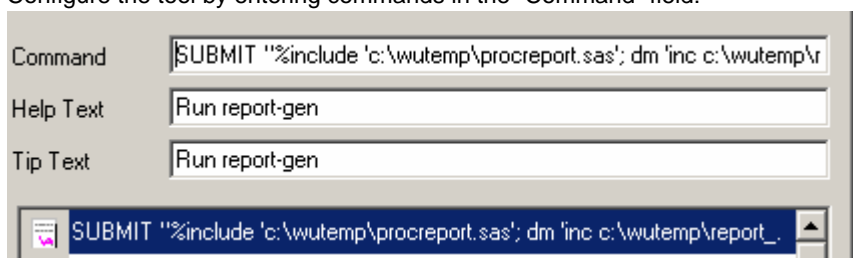 Configure the tool by entering commands in the "Command" field.
Command SUBMIT "%include 'c:\wutemp\procreport.sas'; dm 'inc c:\wutemp\r
Help Text Run report-gen
Tip Text Run report-gen
SUBMIT "%include 'c:\wutemp\procreport.sas'; dm 'inc c:\wutemp\report_.